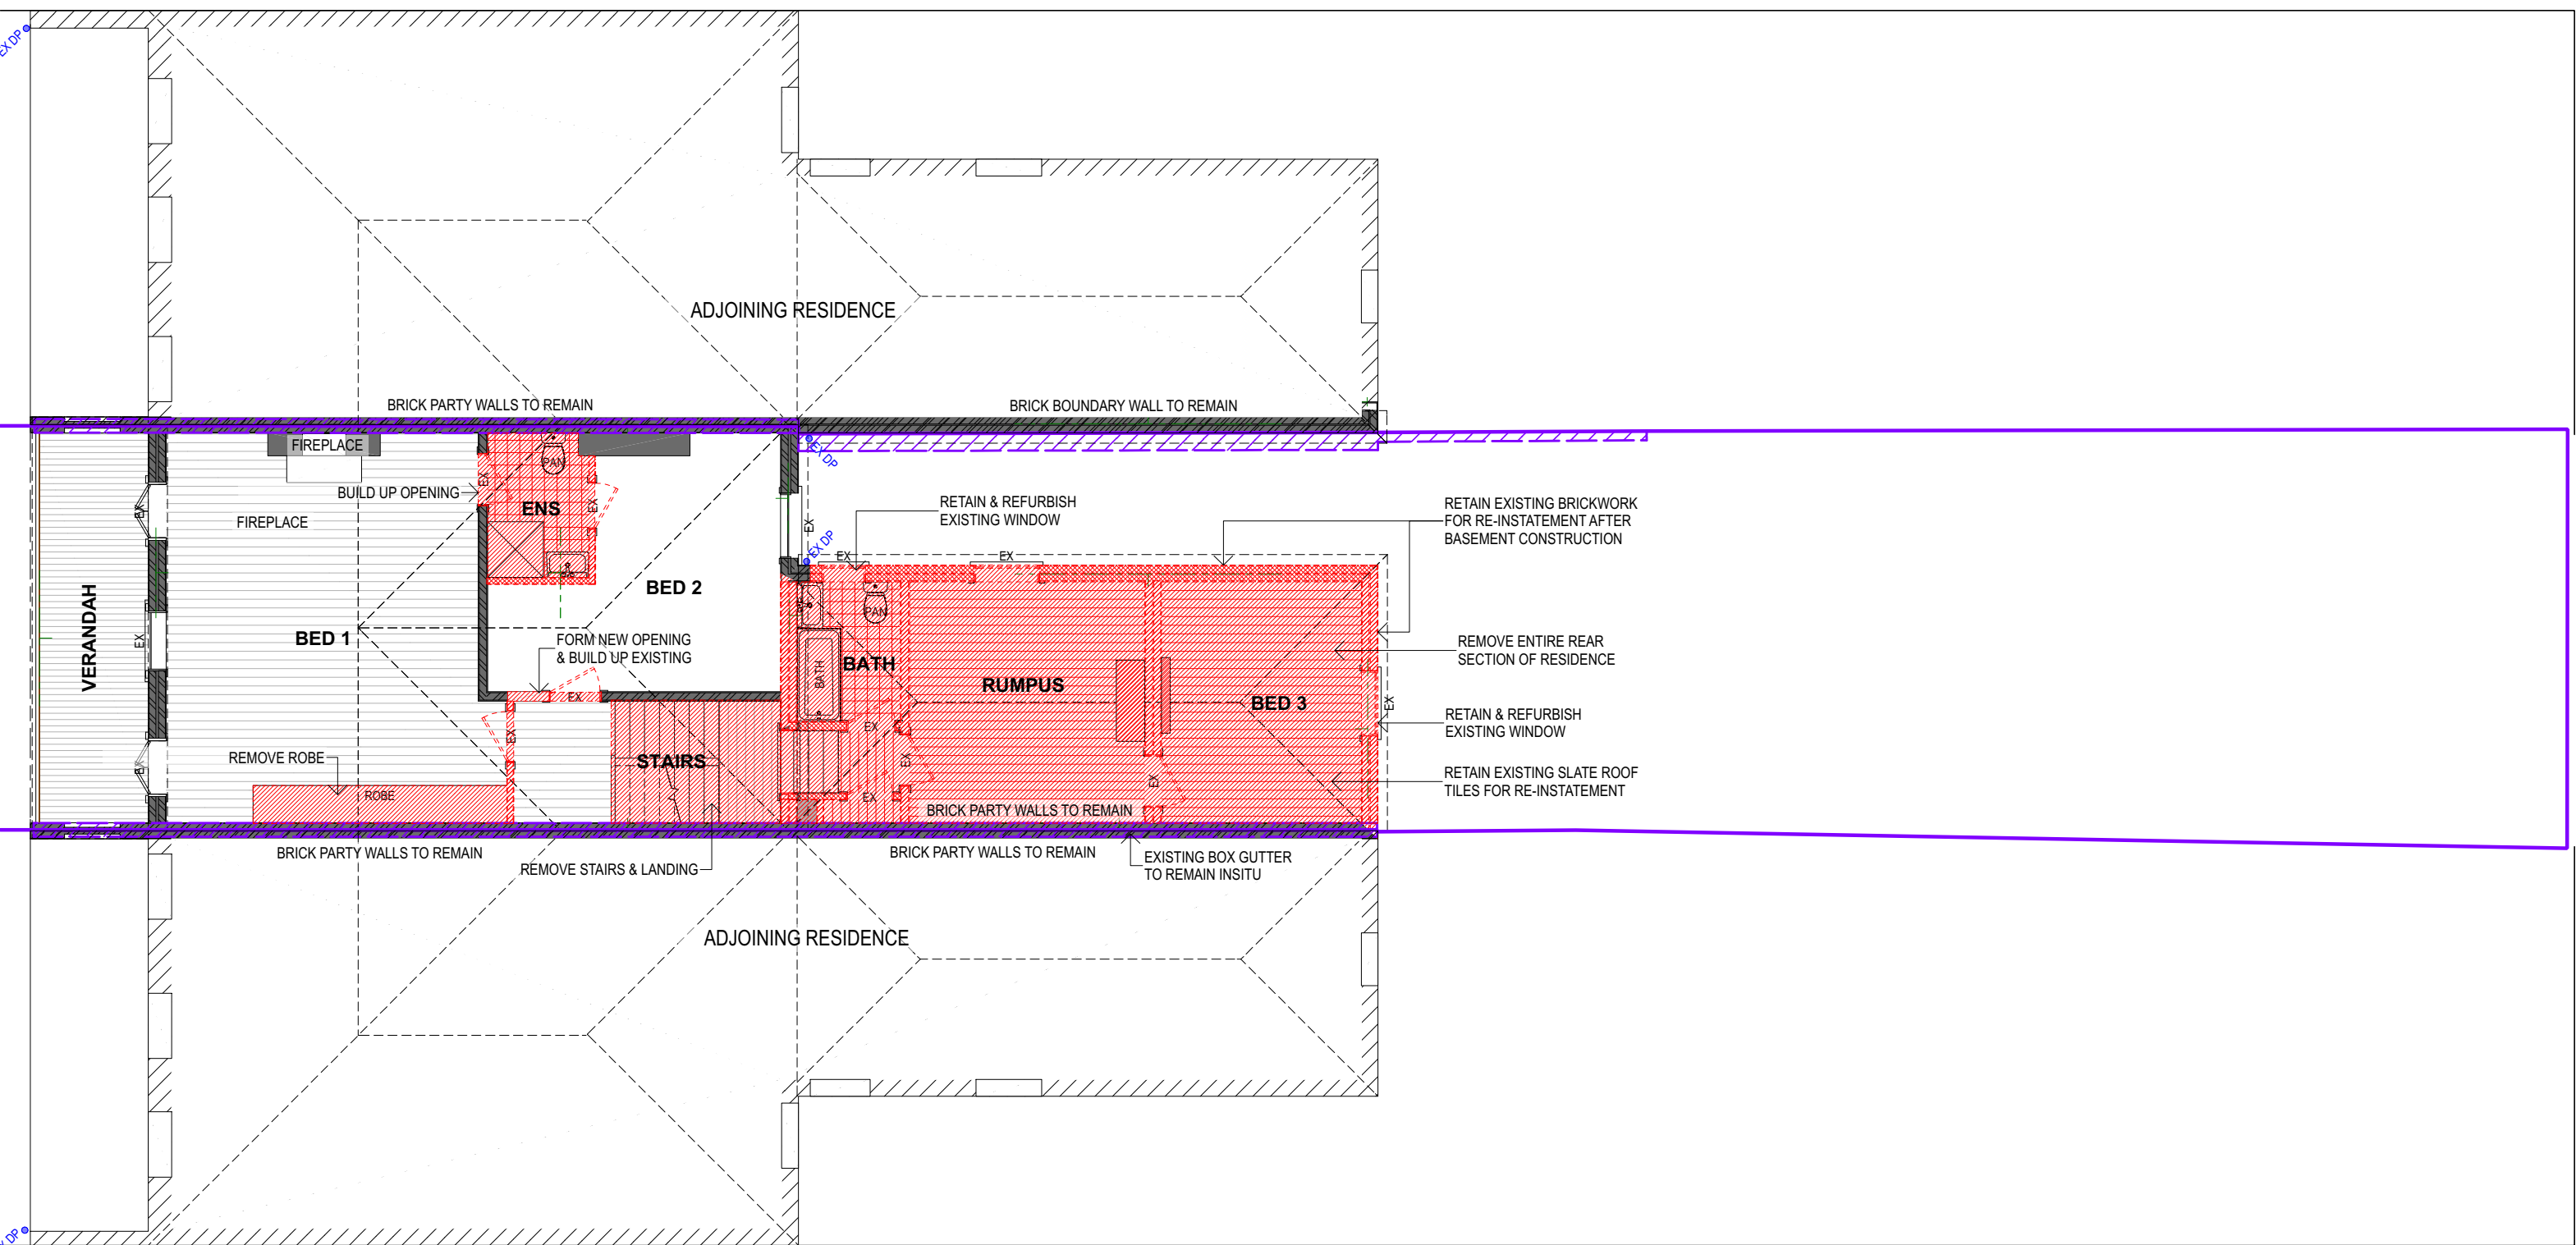 EX DP
ADJOINING RESIDENCE
BRICK PARTY WALLS TO REMAIN
BRICK BOUNDARY WALL TO REMAIN
FIREPLACE
PAN
EX DP
EX
BUILD UP OPENING
EX
ENS
RETAIN & REFURBISH
EXISTING WINDOW
RETAIN EXISTING BRICKWORK
FOR RE-INSTATEMENT AFTER
BASEMENT CONSTRUCTION
EX
FIREPLACE
EX
EX DP
EX
EX
BED 2
VERANDAH
BED 1
EX
FORM NEW OPENING
& BUILD UP EXISTING
PAN
BATH
BATH
RUMPUS
BED 3
REMOVE ENTIRE REAR
SECTION OF RESIDENCE
EX
EX
RETAIN & REFURBISH
EXISTING WINDOW
EX
EX
EX
REMOVE ROBE
STAIRS
EX
RETAIN EXISTING SLATE ROOF
TILES FOR RE-INSTATEMENT
ROBE
EX
BRICK PARTY WALLS TO REMAIN
BRICK PARTY WALLS TO REMAIN
BRICK PARTY WALLS TO REMAIN
REMOVE STAIRS & LANDING
EXISTING BOX GUTTER
TO REMAIN INSITU
ADJOINING RESIDENCE